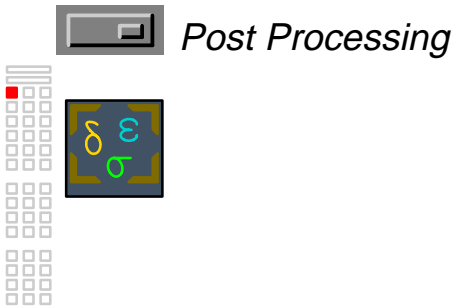 Post Processing
δ ε
σ